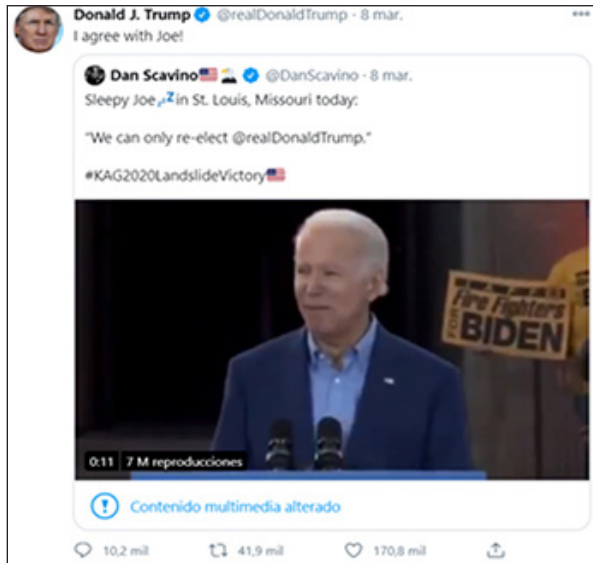 Donald J. Trump @realDonaldTrump · 8 mar.
I agree with Joe!
Dan Scavino @DanScavino · 8 mar.
Sleepy Joe💤in St. Louis, Missouri today:
"We can only re-elect @realDonaldTrump."
#KAG2020LandslideVictory🇺🇸
Fire Fighters
FOR BIDEN
0:11 7 M reproducciones
Contenido multimedia alterado
10,2 mil 41,9 mil 170,8 mil